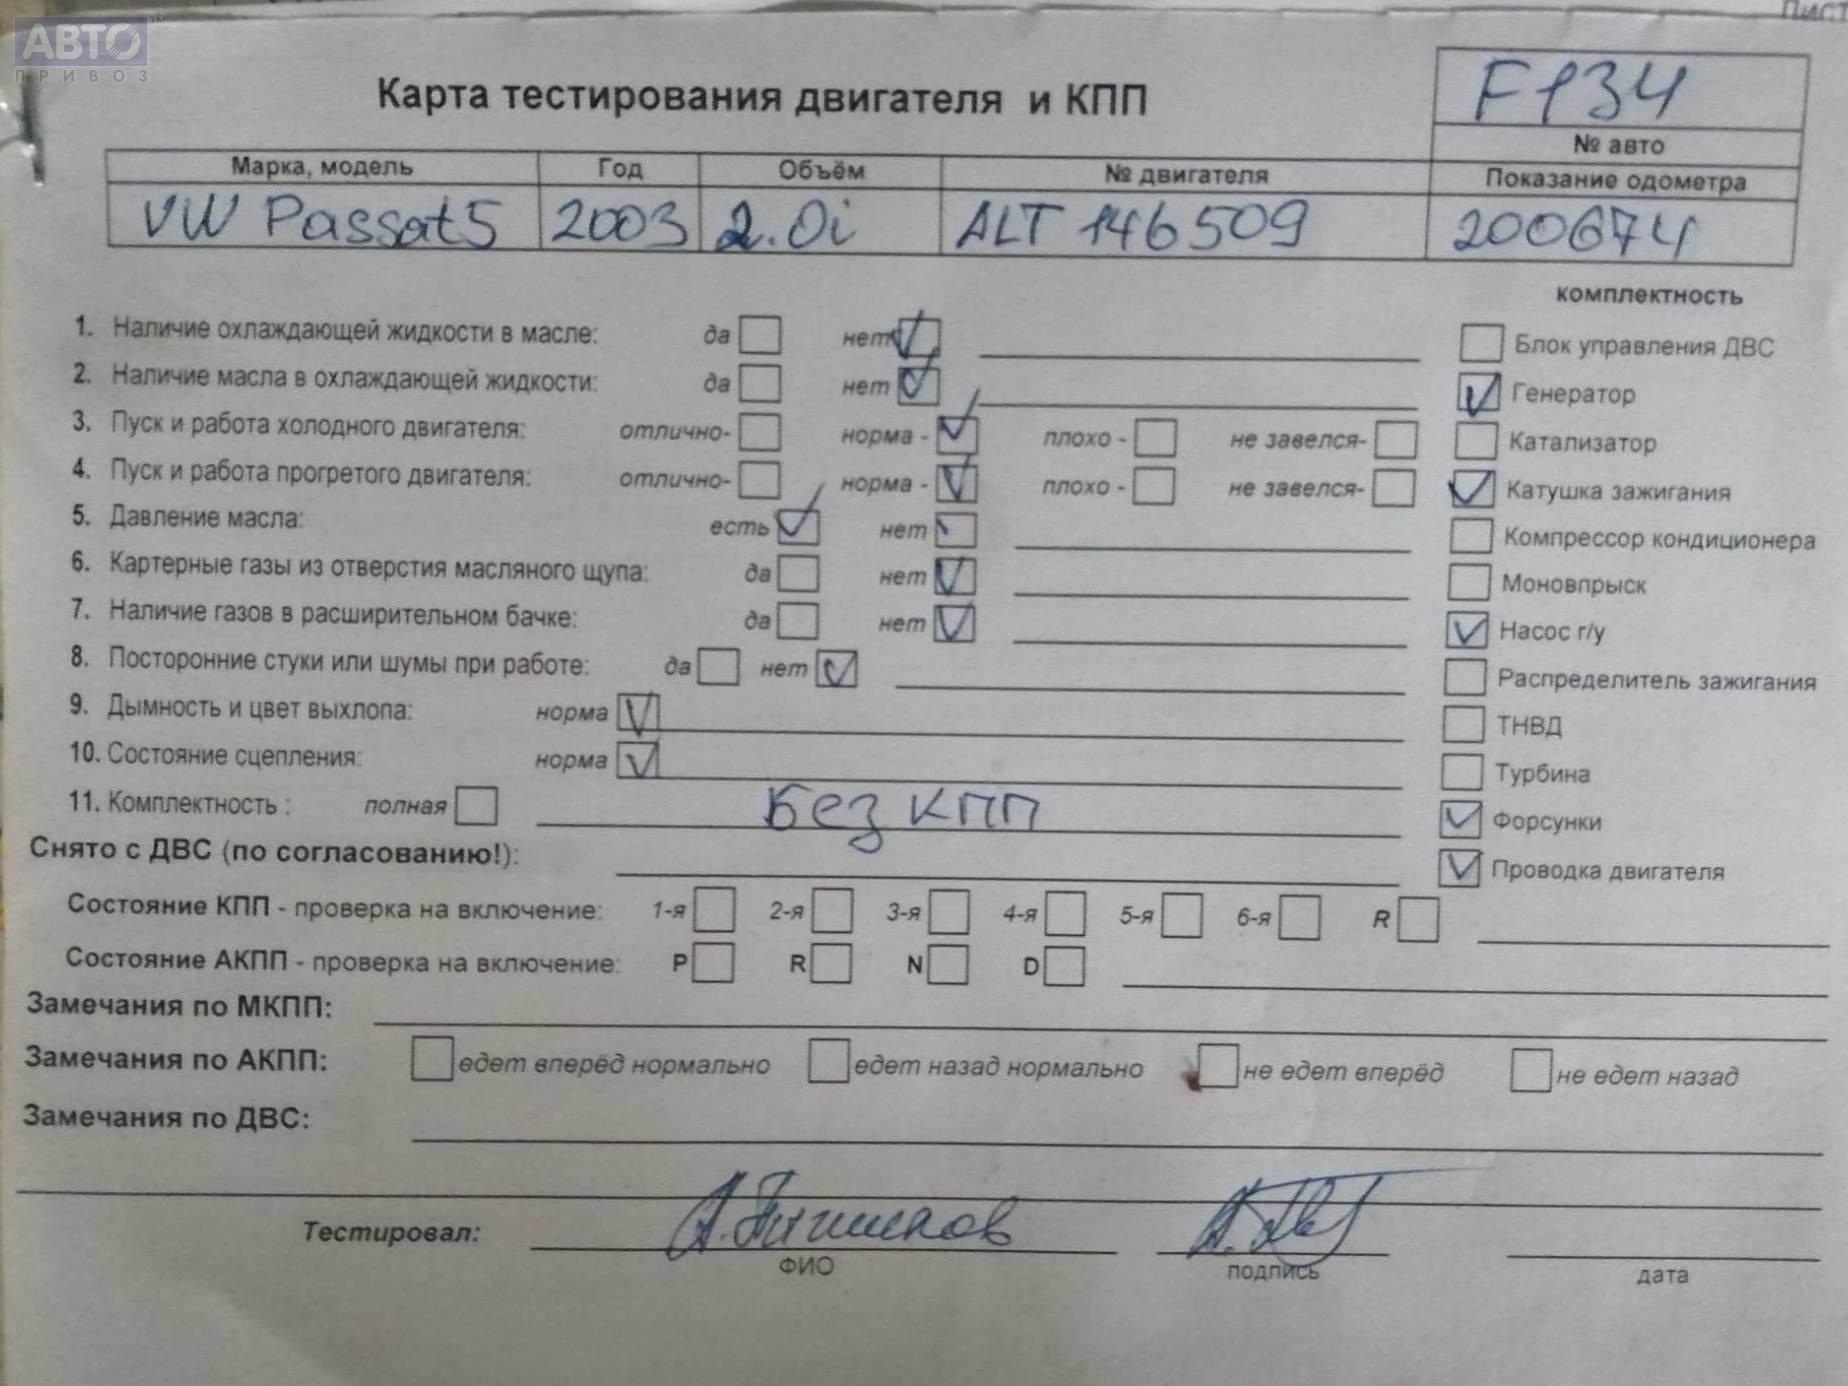 АВТО
ПРИВОЗ
Карта тестирования двигателя и КПП
F134
№ авто
Марка, модель Год Объём № двигателя Показание одометра
VW Passat5 2003 2.0i ALT 146509 200674
комплектность
1. Наличие охлаждающей жидкости в масле: да нет
Блок управления ДВС
2. Наличие масла в охлаждающей жидкости: да нет
Генератор
3. Пуск и работа холодного двигателя: отлично- норма - плохо - не завелся-
Катализатор
4. Пуск и работа прогретого двигателя: отлично- норма - плохо - не завелся-
Катушка зажигания
5. Давление масла: есть нет
Компрессор кондиционера
6. Картерные газы из отверстия масляного щупа: да нет
Моновпрыск
7. Наличие газов в расширительном бачке: да нет
Насос г/у
8. Посторонние стуки или шумы при работе: да нет
Распределитель зажигания
9. Дымность и цвет выхлопа: норма
ТНВД
10. Состояние сцепления: норма
Турбина
11. Комплектность : полная Без КПП
Форсунки
Снято с ДВС (по согласованию!):
Проводка двигателя
Состояние КПП - проверка на включение: 1-я 2-я 3-я 4-я 5-я 6-я R
Состояние АКПП - проверка на включение: P R N D
Замечания по МКПП:
Замечания по АКПП: едет вперёд нормально едет назад нормально не едет вперёд не едет назад
Замечания по ДВС:
Тестировал:
ФИО подпись дата